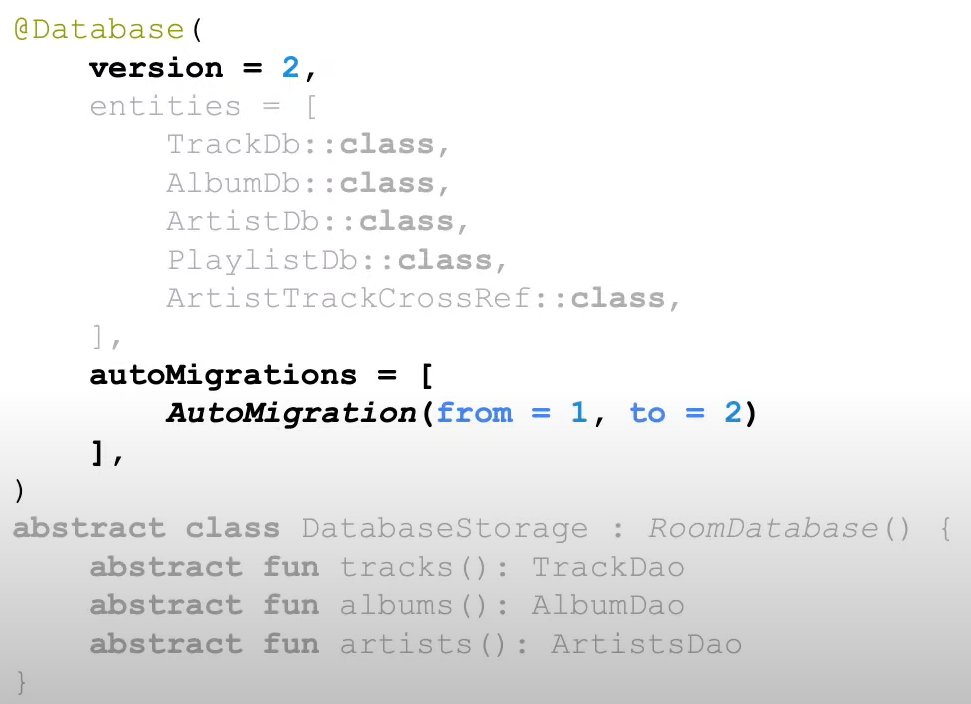 @Database(
    version = 2,
    entities = [
        TrackDb::class,
        AlbumDb::class,
        ArtistDb::class,
        PlaylistDb::class,
        ArtistTrackCrossRef::class,
    ],
    autoMigrations = [
        AutoMigration(from = 1, to = 2)
    ],
)
abstract class DatabaseStorage : RoomDatabase() {
    abstract fun tracks(): TrackDao
    abstract fun albums(): AlbumDao
    abstract fun artists(): ArtistsDao
}